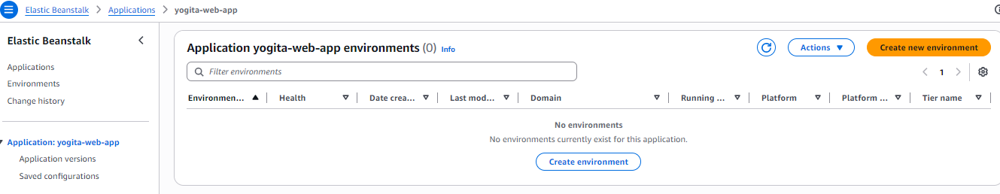 Elastic Beanstalk > Applications > yogita-web-app
Elastic Beanstalk
Applications
Environments
Change history
Application: yogita-web-app
Application versions
Saved configurations
Application yogita-web-app environments (0) Info
Actions
Create new environment
Filter environments
1
Environmen... Health Date crea... Last mod... Domain Running ... Platform Platform ... Tier name
No environments
No environments currently exist for this application.
Create environment